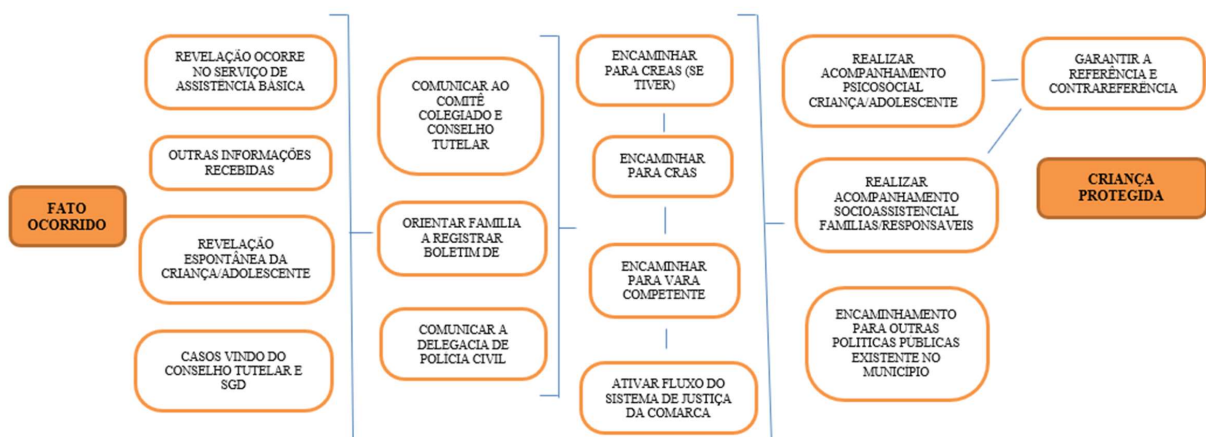 FATO
OCORRIDO
REVELAÇÃO OCORRE
NO SERVIÇO DE
ASSISTÊNCIA BÁSICA
OUTRAS INFORMAÇÕES
RECEBIDAS
REVELAÇÃO
ESPONTÂNEA DA
CRIANÇA/ADOLESCENTE
CASOS VINDO DO
CONSELHO TUTELAR E
SGD
COMUNICAR AO
COMITÊ
COLEGIADO E
CONSELHO
TUTELAR
ORIENTAR FAMILIA
A REGISTRAR
BOLETIM DE
COMUNICAR A
DELEGACIA DE
POLICIA CIVIL
ENCAMINHAR
PARA CREAS (SE
TIVER)
ENCAMINHAR
PARA CRAS
ENCAMINHAR
PARA VARA
COMPETENTE
ATIVAR FLUXO DO
SISTEMA DE JUSTIÇA
DA COMARCA
REALIZAR
ACOMPANHAMENTO
PSICOSOCIAL
CRIANÇA/ADOLESCENTE
REALIZAR
ACOMPANHAMENTO
SOCIOASSISTENCIAL
FAMILIAS/RESPONSAVEIS
ENCAMINHAMENTO
PARA OUTRAS
POLITICAS PÚBLICAS
EXISTENTE NO
MUNICIPIO
GARANTIR A
REFERÊNCIA E
CONTRAREFERÊNCIA
CRIANÇA
PROTEGIDA